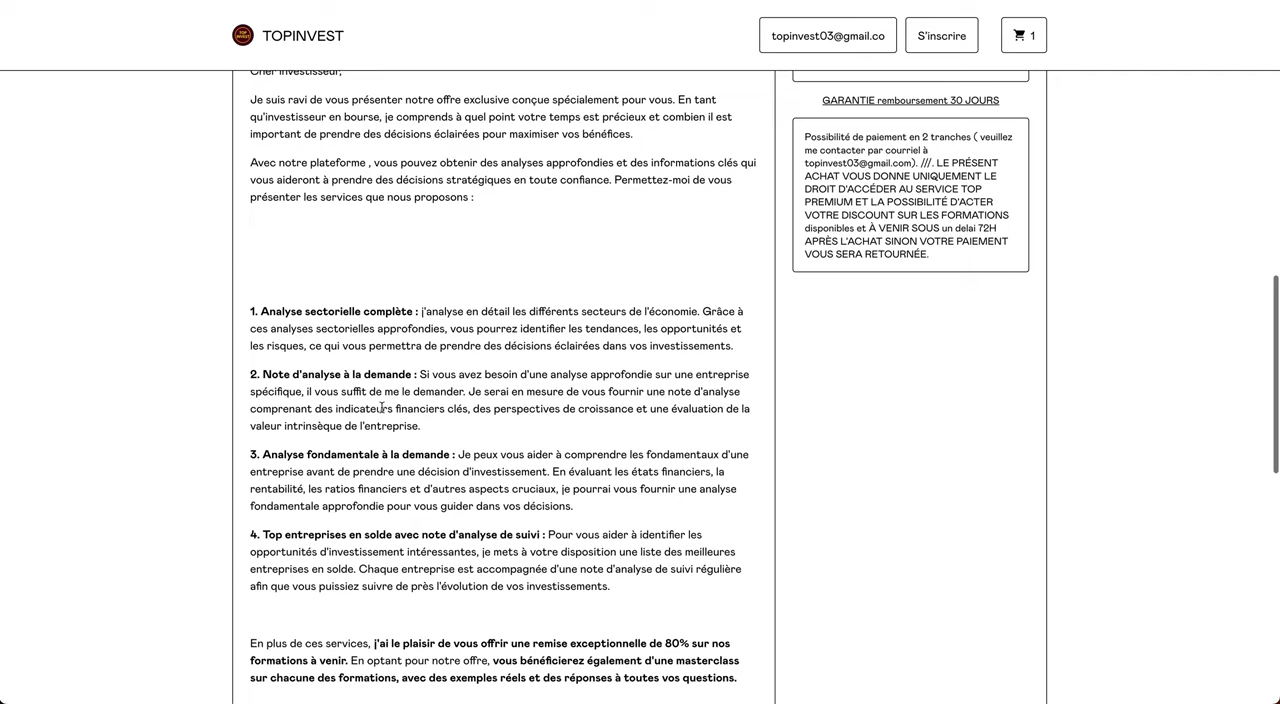 TOP INVEST
TOPINVEST
topinvest03@gmail.co
S'inscrire
1
Cher investisseur,
Je suis ravi de vous présenter notre offre exclusive conçue spécialement pour vous. En tant
qu'investisseur en bourse, je comprends à quel point votre temps est précieux et combien il est
important de prendre des décisions éclairées pour maximiser vos bénéfices.
Avec notre plateforme , vous pouvez obtenir des analyses approfondies et des informations clés qui
vous aideront à prendre des décisions stratégiques en toute confiance. Permettez-moi de vous
présenter les services que nous proposons :
1. Analyse sectorielle complète : j'analyse en détail les différents secteurs de l'économie. Grâce à
ces analyses sectorielles approfondies, vous pourrez identifier les tendances, les opportunités et
les risques, ce qui vous permettra de prendre des décisions éclairées dans vos investissements.
2. Note d'analyse à la demande : Si vous avez besoin d'une analyse approfondie sur une entreprise
spécifique, il vous suffit de me le demander. Je serai en mesure de vous fournir une note d'analyse
comprenant des indicateurs financiers clés, des perspectives de croissance et une évaluation de la
valeur intrinsèque de l'entreprise.
3. Analyse fondamentale à la demande : Je peux vous aider à comprendre les fondamentaux d'une
entreprise avant de prendre une décision d'investissement. En évaluant les états financiers, la
rentabilité, les ratios financiers et d'autres aspects cruciaux, je pourrai vous fournir une analyse
fondamentale approfondie pour vous guider dans vos décisions.
4. Top entreprises en solde avec note d'analyse de suivi : Pour vous aider à identifier les
opportunités d'investissement intéressantes, je mets à votre disposition une liste des meilleures
entreprises en solde. Chaque entreprise est accompagnée d'une note d'analyse de suivi régulière
afin que vous puissiez suivre de près l'évolution de vos investissements.
En plus de ces services, j'ai le plaisir de vous offrir une remise exceptionnelle de 80% sur nos
formations à venir. En optant pour notre offre, vous bénéficierez également d'une masterclass
sur chacune des formations, avec des exemples réels et des réponses à toutes vos questions.
GARANTIE remboursement 30 JOURS
Possibilité de paiement en 2 tranches ( veuillez
me contacter par courriel à
topinvest03@gmail.com). ///. LE PRÉSENT
ACHAT VOUS DONNE UNIQUEMENT LE
DROIT D'ACCÉDER AU SERVICE TOP
PREMIUM ET LA POSSIBILITÉ D'ACTER
VOTRE DISCOUNT SUR LES FORMATIONS
disponibles et À VENIR SOUS un delai 72H
APRÈS L'ACHAT SINON VOTRE PAIEMENT
VOUS SERA RETOURNÉE.